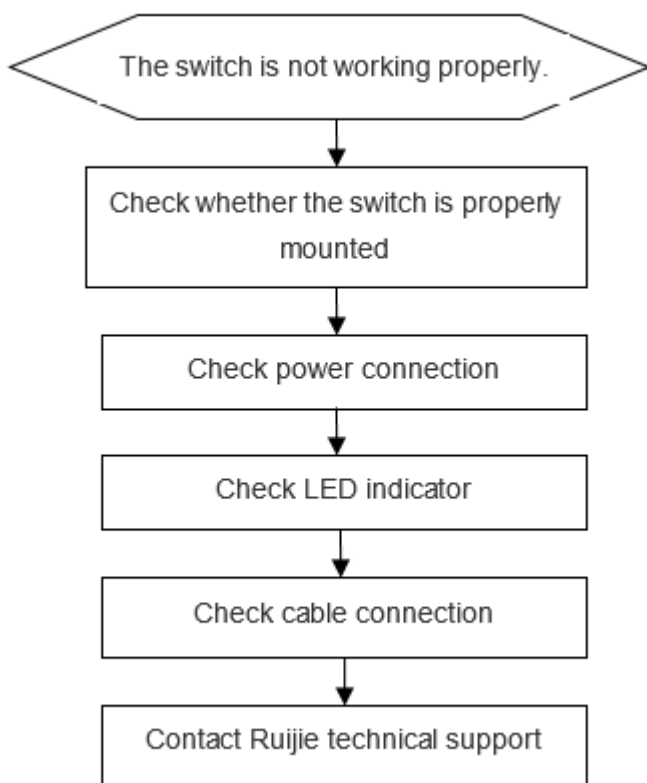 The switch is not working properly.
Check whether the switch is properly
mounted
Check power connection
Check LED indicator
Check cable connection
Contact Ruijie technical support